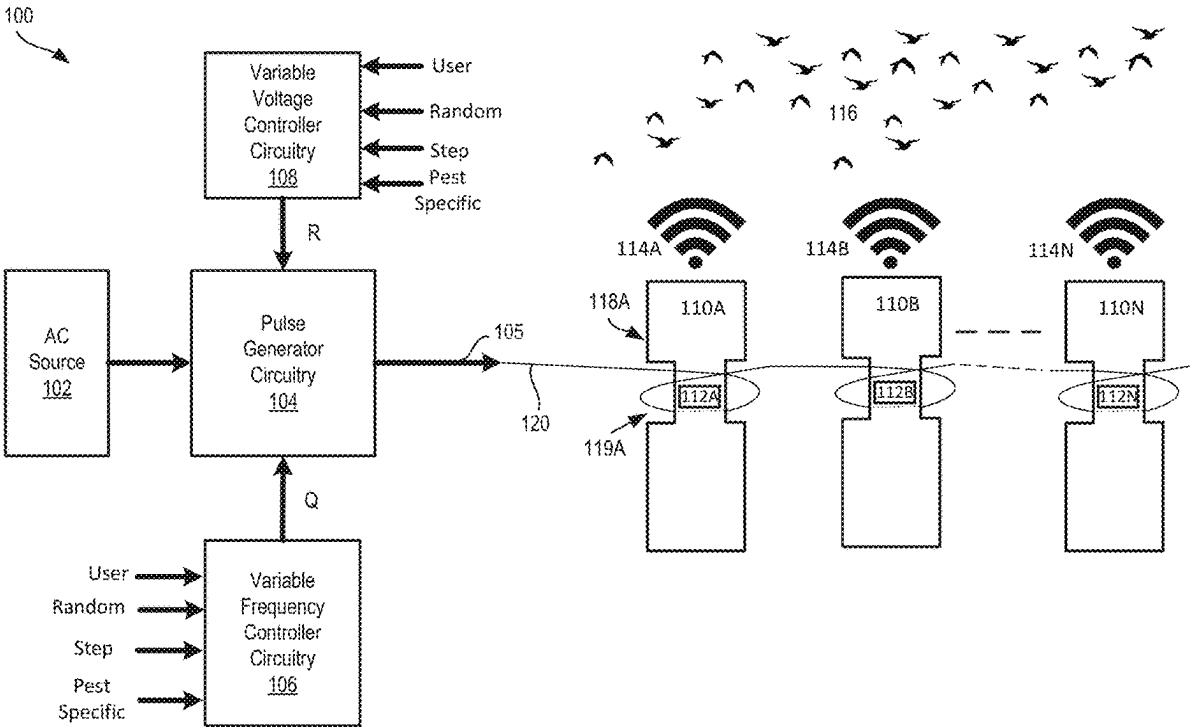 100
Variable
Voltage
Controller
Circuitry
108
User
Random
Step
Pest
Specific
R
116
114A
114B
114N
AC
Source
102
Pulse
Generator
Circuitry
104
105
120
118A
110A
110B
110N
112A
112B
112N
119A
Q
User
Random
Step
Pest
Specific
Variable
Frequency
Controller
Circuitry
106